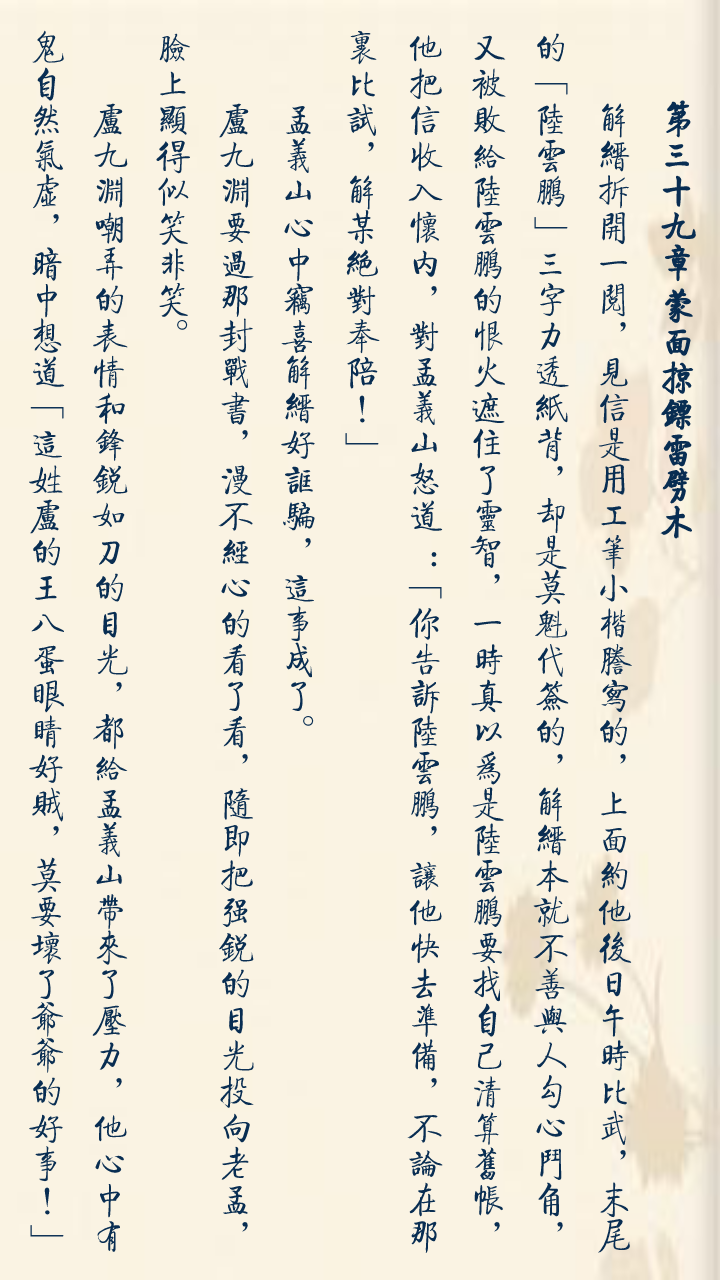 第三十九章 蒙面掠鏢雷劈木
解縉拆開一閱，見信是用工筆小楷謄寫的，上面約他後日午時比武，末尾
的「陸雲鵬」三字力透紙背，却是莫魁代簽的，解縉本就不善與人勾心鬥角，
又被敗給陸雲鵬的恨火遮住了靈智，一時真以爲是陸雲鵬要找自己清算舊帳，
他把信收入懷內，對孟義山怒道：「你告訴陸雲鵬，讓他快去準備，不論在那
裏比試，解某絕對奉陪！」
孟義山心中竊喜解縉好誆騙，這事成了。
盧九淵要過那封戰書，漫不經心的看了看，隨即把强銳的目光投向老孟，
臉上顯得似笑非笑。
盧九淵嘲弄的表情和鋒銳如刀的目光，都給孟義山帶來了壓力，他心中有
鬼自然氣虛，暗中想道「這姓盧的王八蛋眼睛好賊，莫要壞了爺爺的好事！」